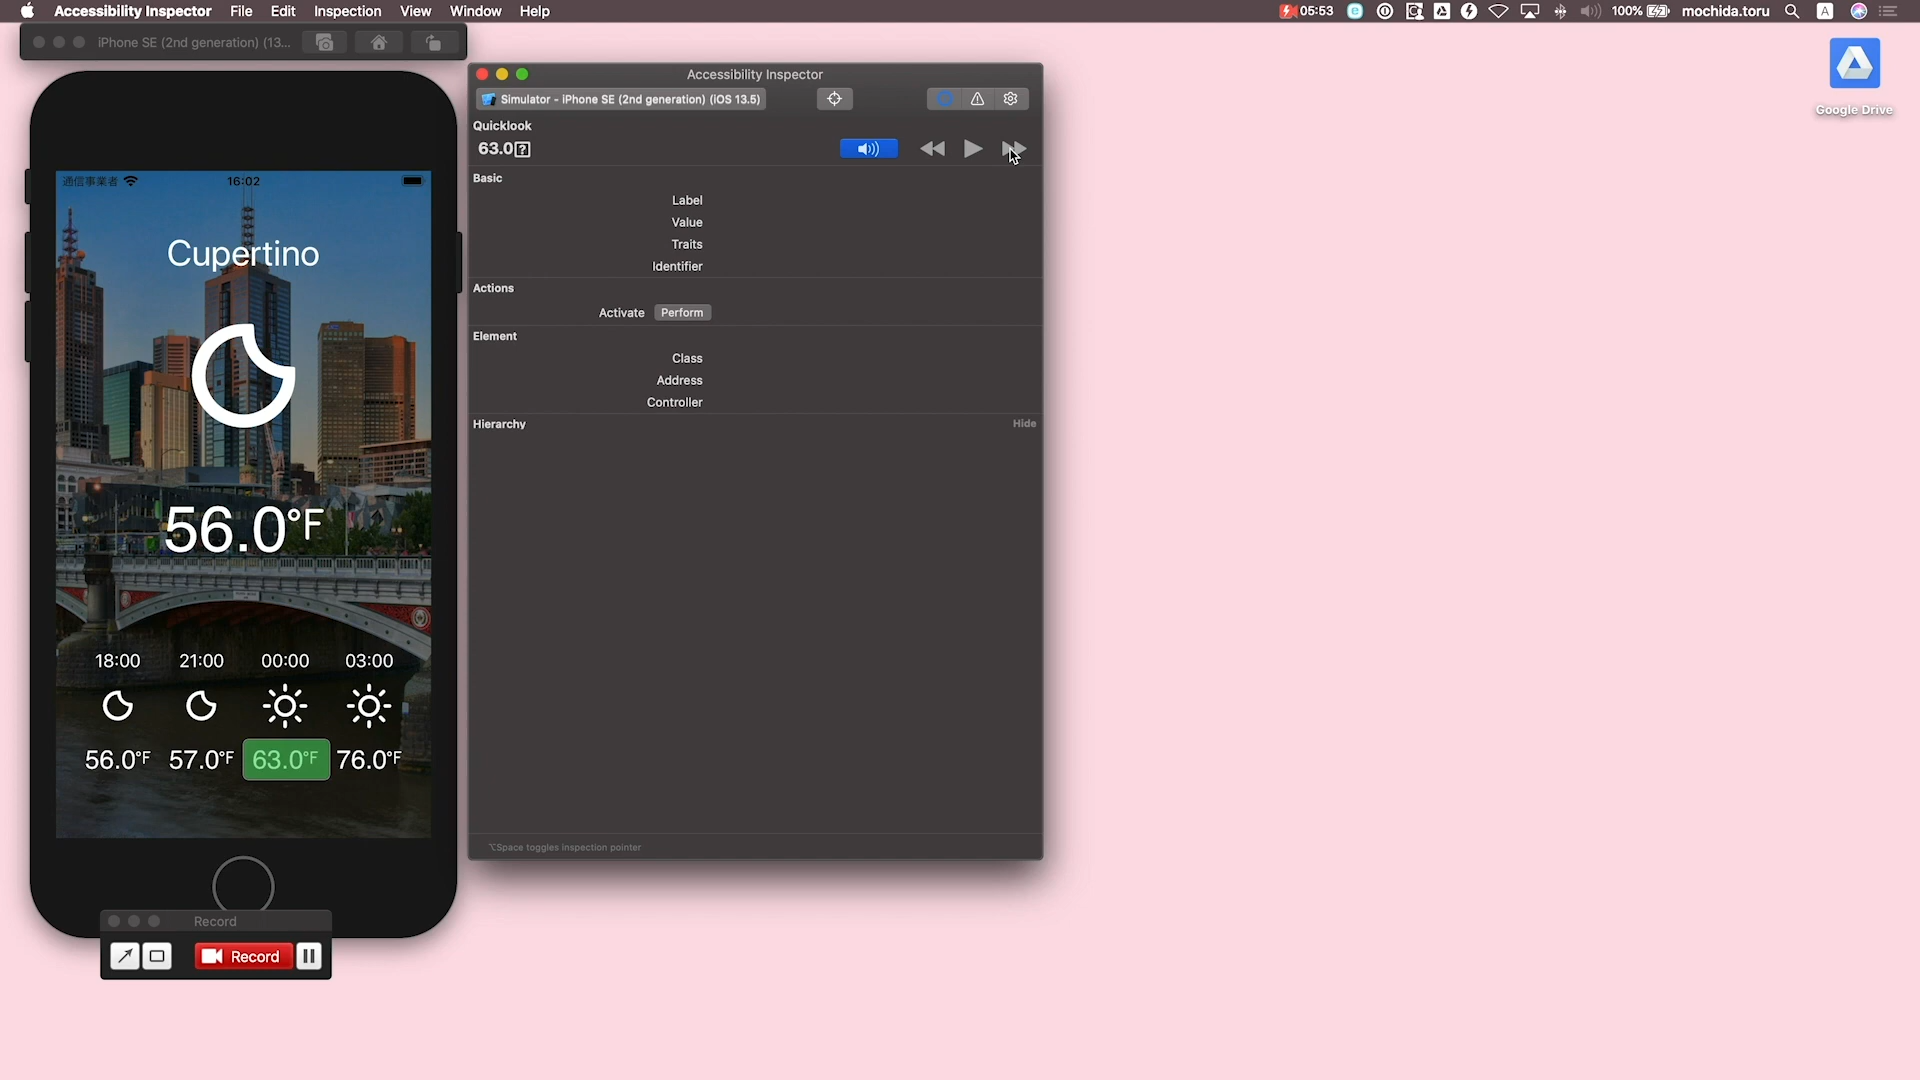 Accessibility Inspector File Edit Inspection View Window Help
05:53 100% mochida.toru A
iPhone SE (2nd generation) (13...
Google Drive
Accessibility Inspector
Simulator - iPhone SE (2nd generation) (iOS 13.5)
Quicklook
63.0?
Basic
Label
Value
Traits
Identifier
Actions
Activate Perform
Element
Class
Address
Controller
Hierarchy Hide
⌥Space toggles inspection pointer
通信事業者 16:02
Cupertino
56.0°F
18:00 21:00 00:00 03:00
56.0°F 57.0°F 63.0°F 76.0°F
Record
Record